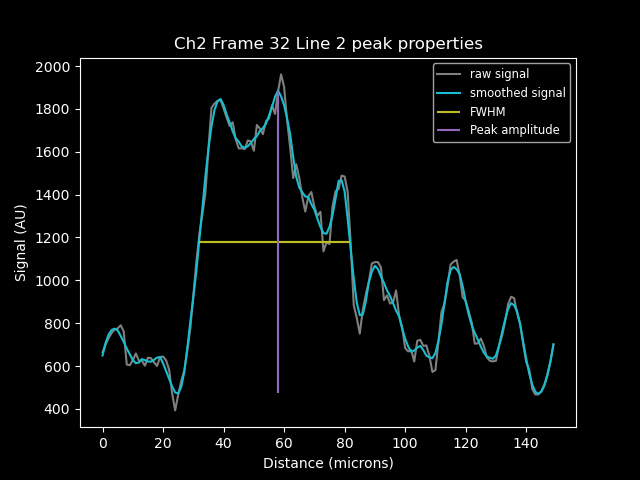 Ch2 Frame 32 Line 2 peak properties
raw signal
smoothed signal
FWHM
Peak amplitude
Signal (AU)
2000
1800
1600
1400
1200
1000
800
600
400
0 20 40 60 80 100 120 140
Distance (microns)